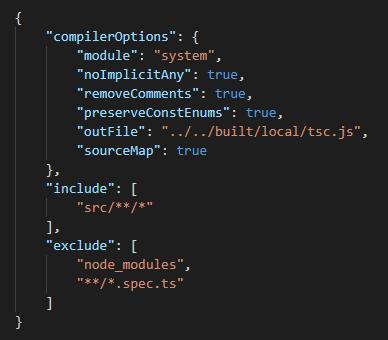 {
    "compilerOptions": {
        "module": "system",
        "noImplicitAny": true,
        "removeComments": true,
        "preserveConstEnums": true,
        "outFile": "../../built/local/tsc.js",
        "sourceMap": true
    },
    "include": [
        "src/**/*"
    ],
    "exclude": [
        "node_modules",
        "**/*.spec.ts"
    ]
}